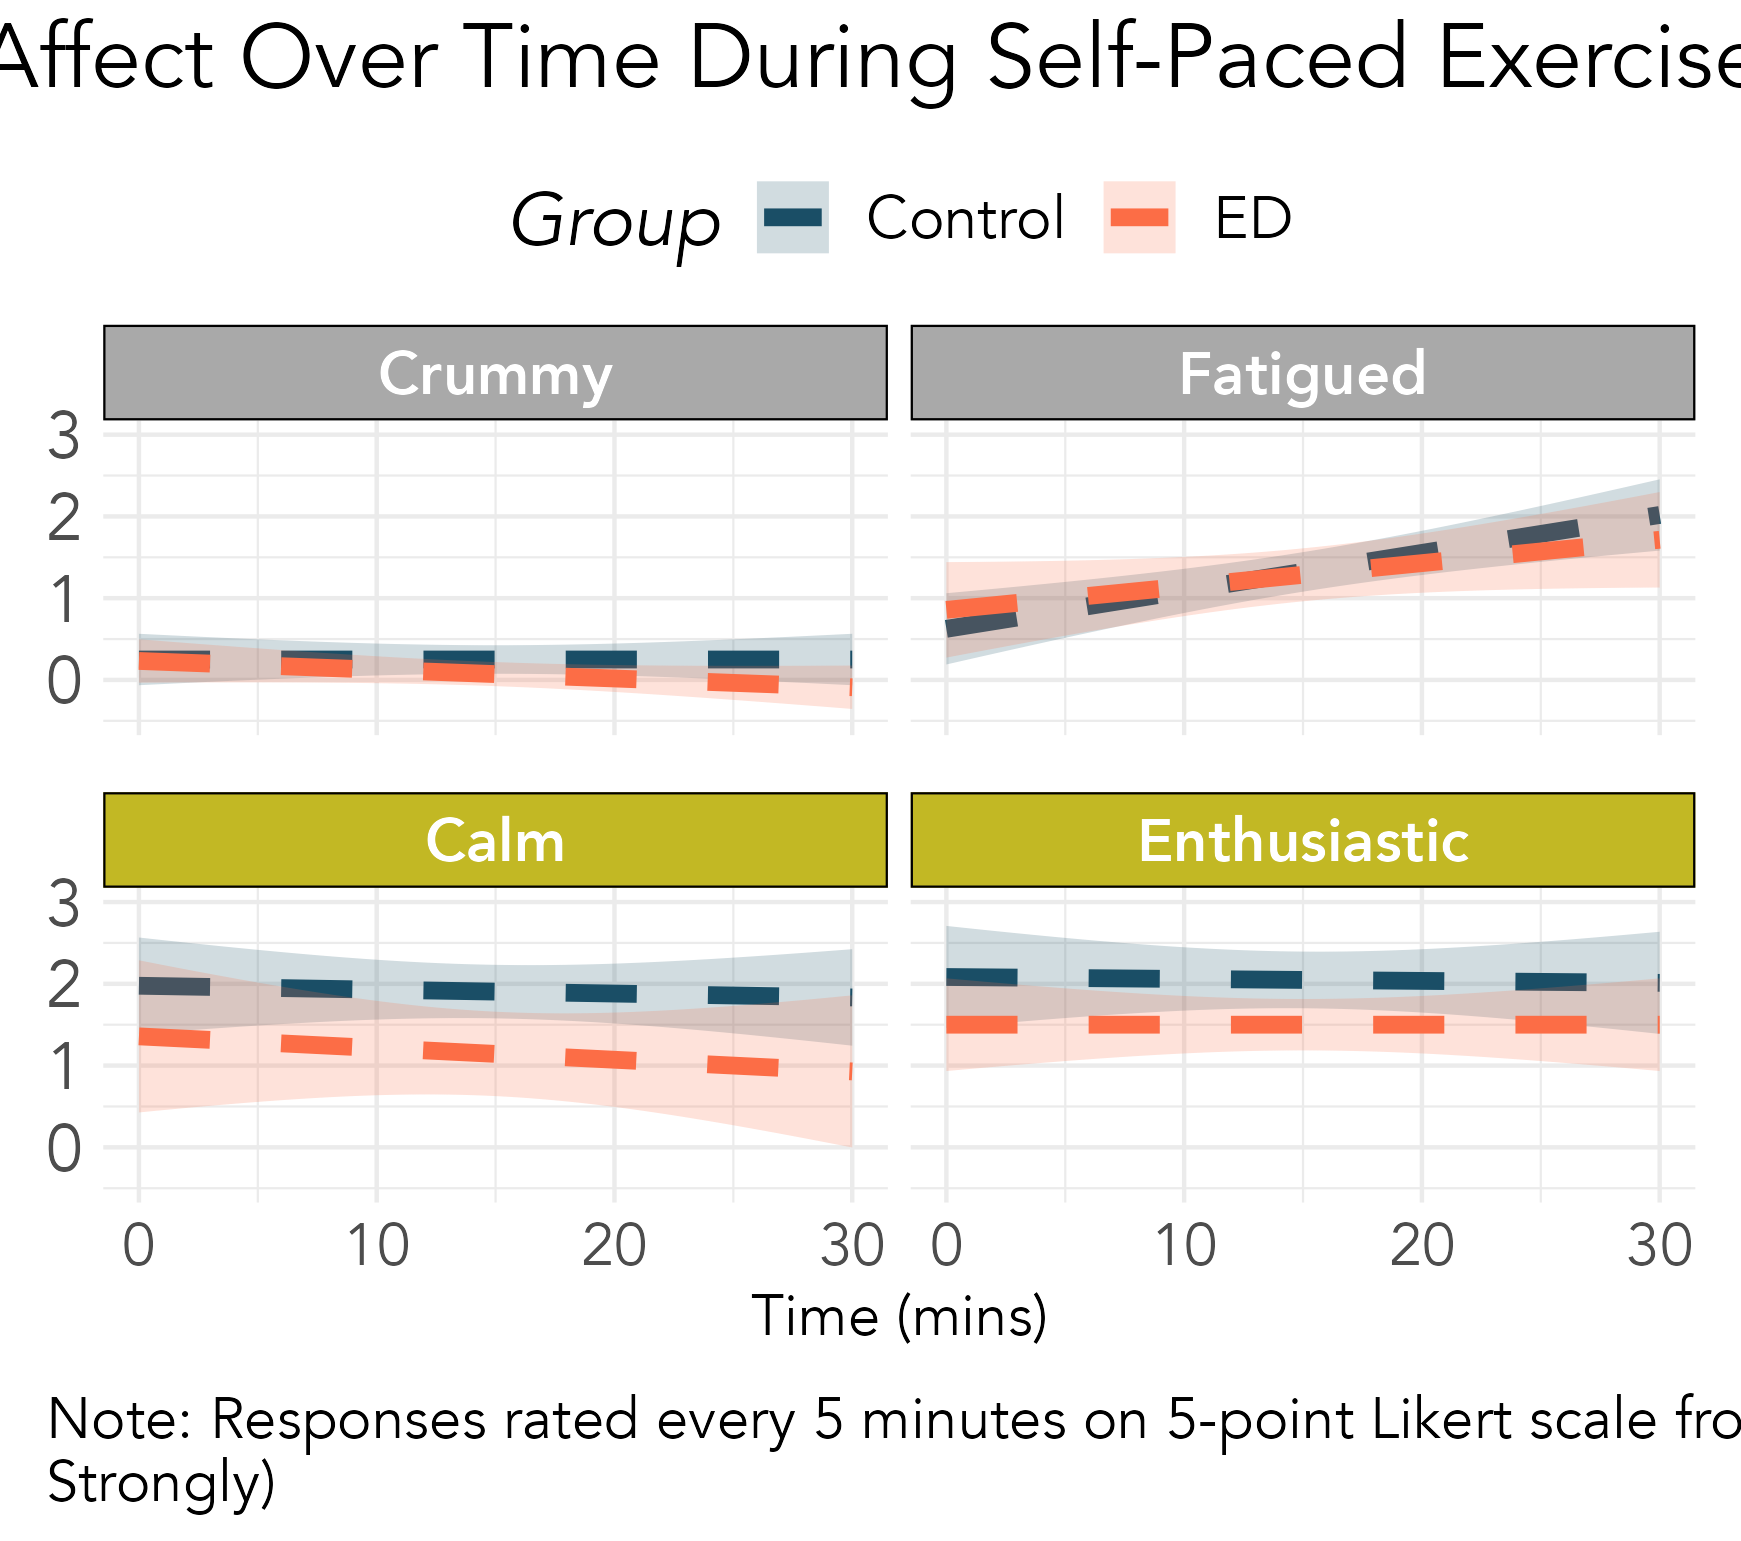 Affect Over Time During Self-Paced Exercise
Group Control ED
Crummy Fatigued
3
2
1
0
Calm Enthusiastic
3
2
1
0
0 10 20 30 0 10 20 30
Time (mins)
Note: Responses rated every 5 minutes on 5-point Likert scale fro
Strongly)